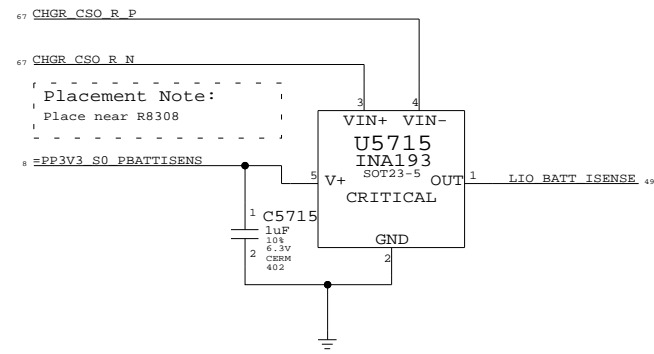 67 CHGR_CSO_R_P
67 CHGR_CSO_R_N
Placement Note:
Place near R8308
3 4
VIN+ VIN-
U5715
INA193
SOT23-5
8 =PP3V3_S0_PBATTISENS
5 V+ OUT 1 LIO_BATT_ISENSE 49
CRITICAL
1 C5715
1uF
10%
6.3V
2 CERM
402
GND
2